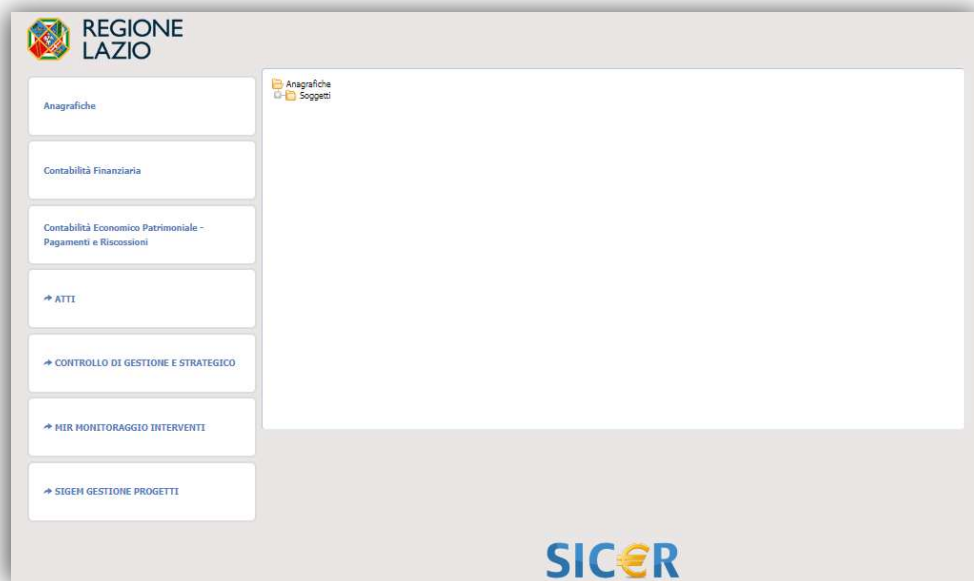 REGIONE
LAZIO
Anagrafiche
Contabilità Finanziaria
Contabilità Economico Patrimoniale -
Pagamenti e Riscossioni
ATTI
CONTROLLO DI GESTIONE E STRATEGICO
MIR MONITORAGGIO INTERVENTI
SIGEM GESTIONE PROGETTI
Anagrafiche
Soggetti
SIC€R